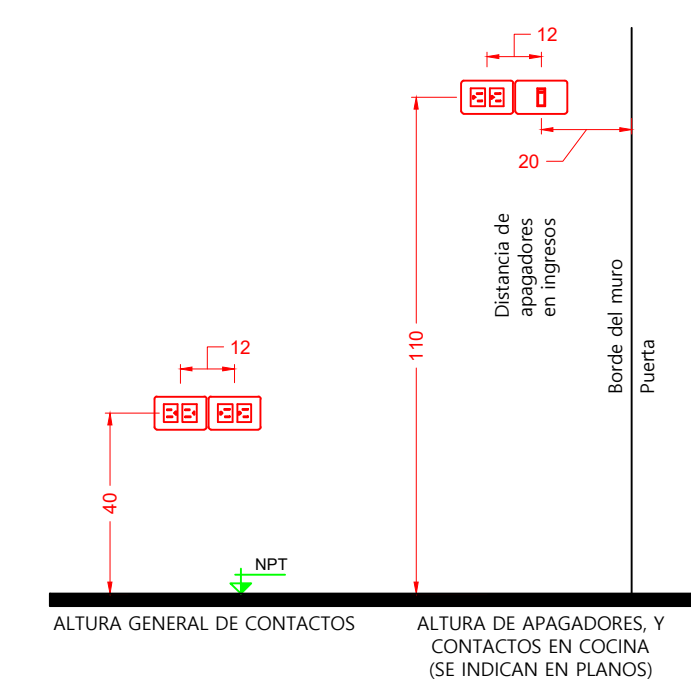 12
20
Distancia de
apagadores
en ingresos
Borde del muro
Puerta
110
12
40
NPT
ALTURA GENERAL DE CONTACTOS
ALTURA DE APAGADORES, Y
CONTACTOS EN COCINA
(SE INDICAN EN PLANOS)